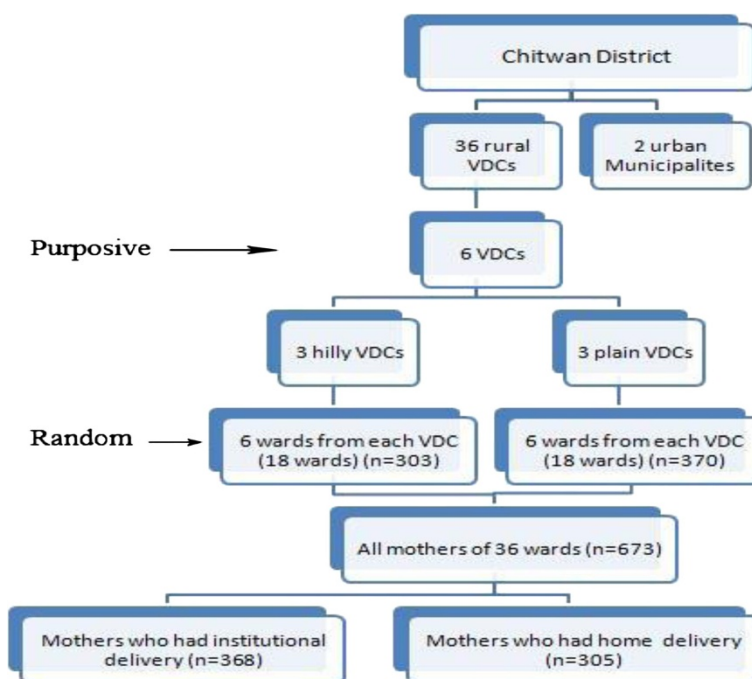 Chitwan District
36 rural
VDCs
2 urban
Municipalites
Purposive
6 VDCs
3 hilly VDCs
3 plain VDCs
Random
6 wards from each VDC
(18 wards) (n=303)
6 wards from each VDC
(18 wards) (n=370)
All mothers of 36 wards (n=673)
Mothers who had institutional
delivery (n=368)
Mothers who had home delivery
(n=305)